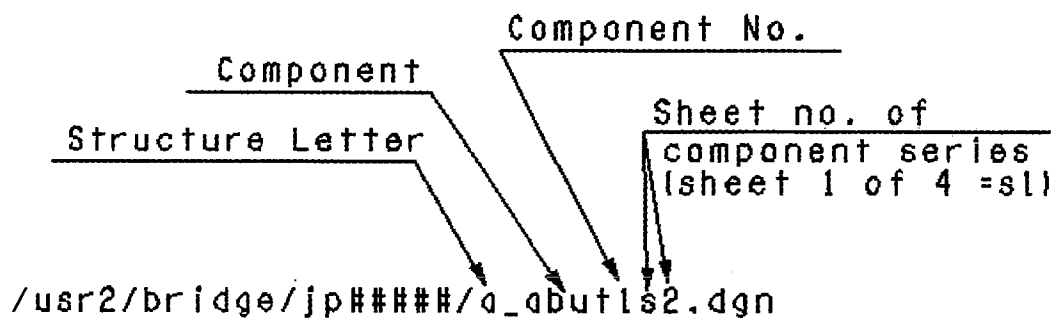 Component No.
Component
Sheet no. of
Structure Letter
component series
(sheet 1 of 4 =s1)
/usr2/bridge/jp#####/a_abut1s2.dgn